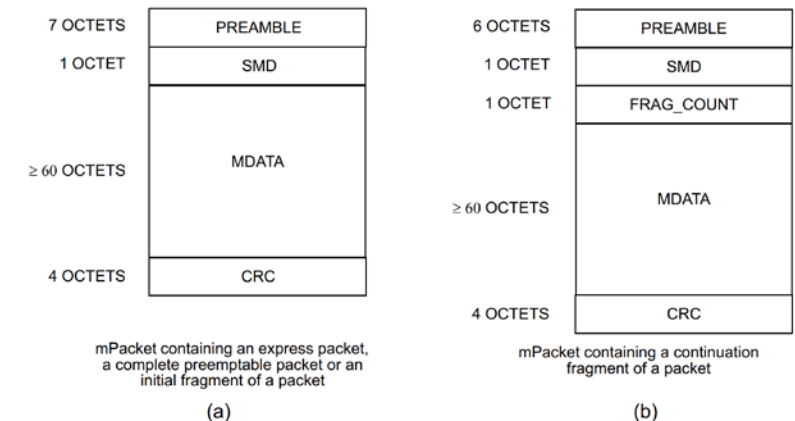 7 OCTETS PREAMBLE
1 OCTET SMD
≥ 60 OCTETS MDATA
4 OCTETS CRC
mPacket containing an express packet,
a complete preemptable packet or an
initial fragment of a packet
(a)
6 OCTETS PREAMBLE
1 OCTET SMD
1 OCTET FRAG_COUNT
≥ 60 OCTETS MDATA
4 OCTETS CRC
mPacket containing a continuation
fragment of a packet
(b)